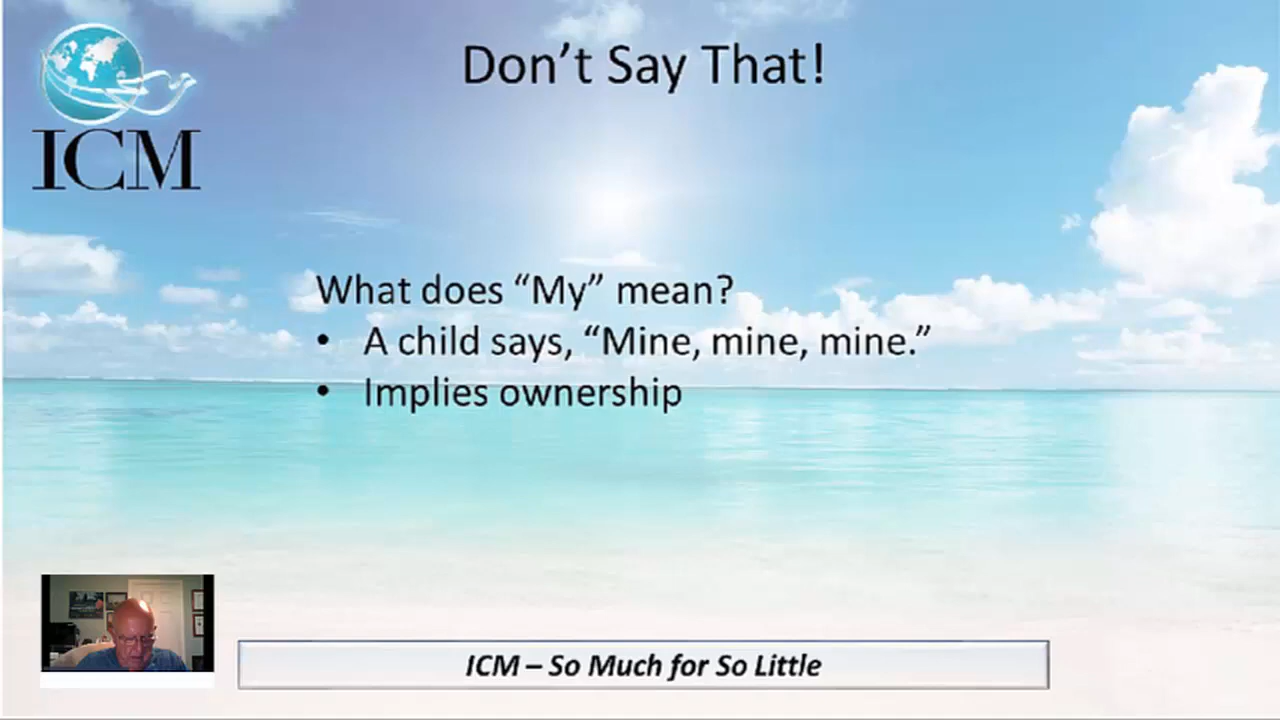 Don’t Say That!
ICM
What does “My” mean?
• A child says, “Mine, mine, mine.”
• Implies ownership
ICM – So Much for So Little